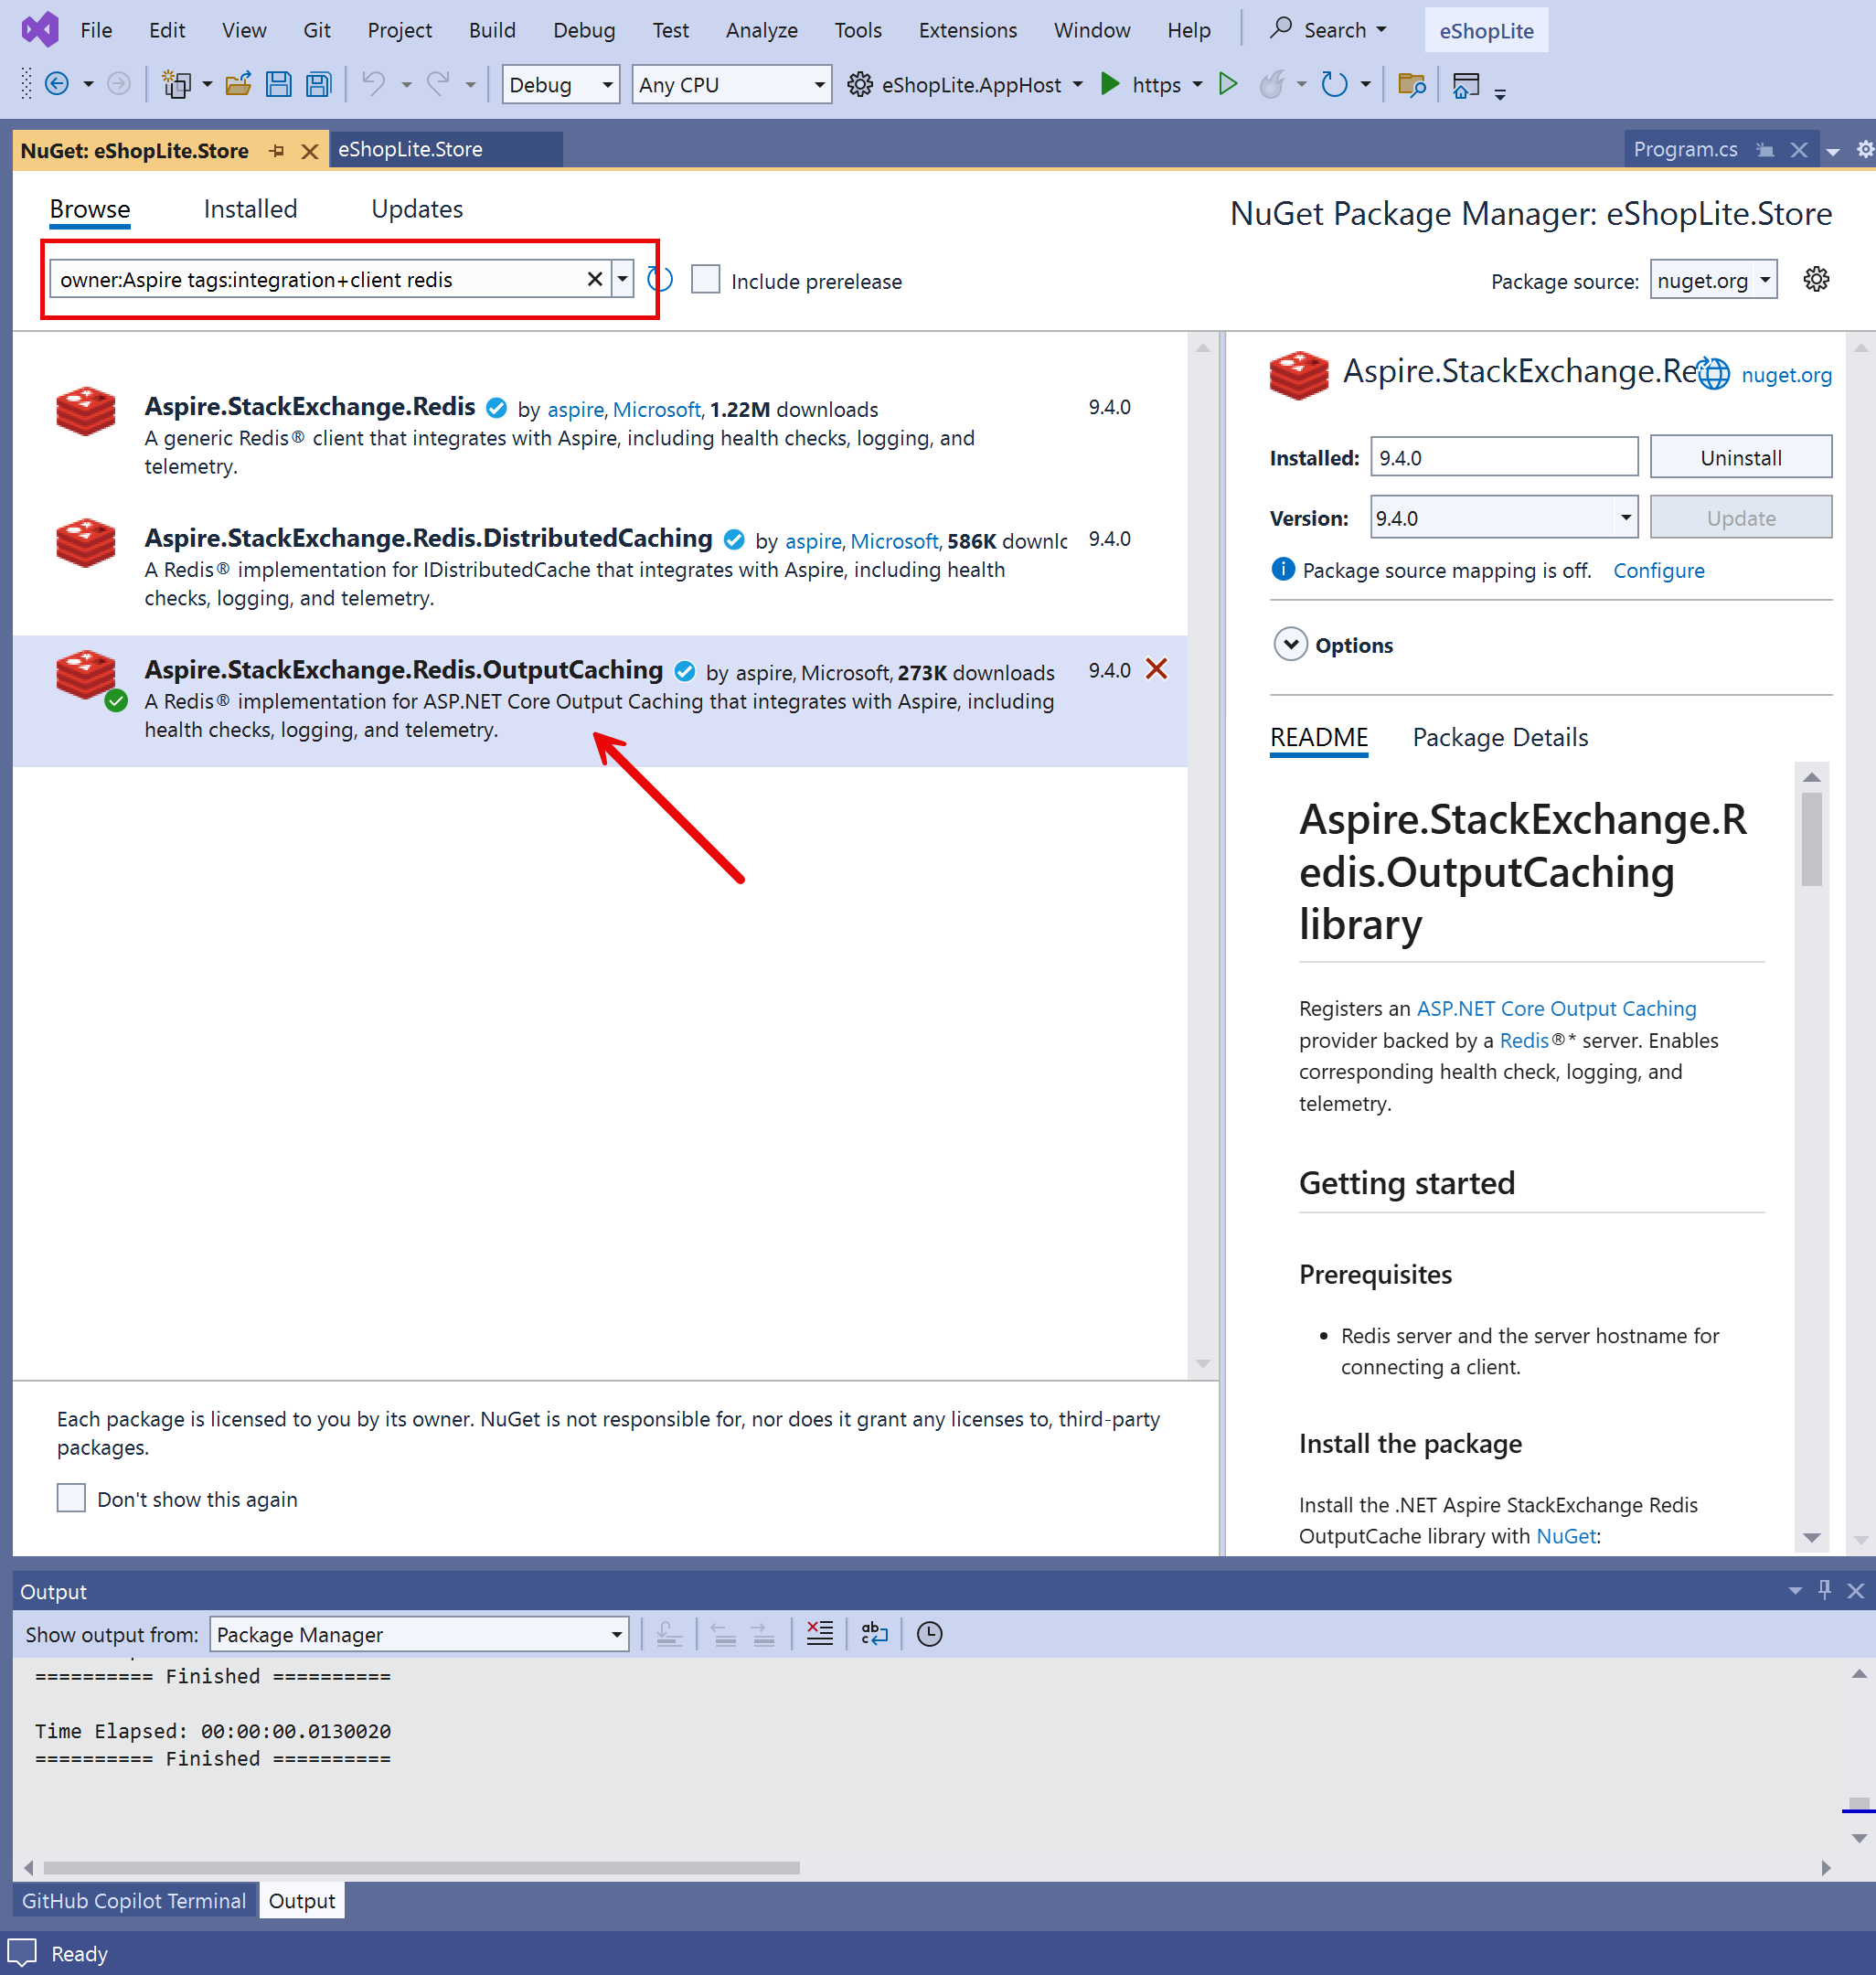 File Edit View Git Project Build Debug Test Analyze Tools Extensions Window Help Search eShopLite
Debug Any CPU eShopLite.AppHost https
NuGet: eShopLite.Store eShopLite.Store Program.cs
Browse Installed Updates
NuGet Package Manager: eShopLite.Store
owner:Aspire tags:integration+client redis
Include prerelease
Package source: nuget.org
Aspire.StackExchange.Redis by aspire, Microsoft, 1.22M downloads 9.4.0
A generic Redis® client that integrates with Aspire, including health checks, logging, and
telemetry.
Aspire.StackExchange.Redis.DistributedCaching by aspire, Microsoft, 586K downlc 9.4.0
A Redis® implementation for IDistributedCache that integrates with Aspire, including health
checks, logging, and telemetry.
Aspire.StackExchange.Redis.OutputCaching by aspire, Microsoft, 273K downloads 9.4.0
A Redis® implementation for ASP.NET Core Output Caching that integrates with Aspire, including
health checks, logging, and telemetry.
Each package is licensed to you by its owner. NuGet is not responsible for, nor does it grant any licenses to, third-party
packages.
Don't show this again
Aspire.StackExchange.Re nuget.org
Installed: 9.4.0 Uninstall
Version: 9.4.0 Update
Package source mapping is off. Configure
Options
README Package Details
Aspire.StackExchange.R
edis.OutputCaching
library
Registers an ASP.NET Core Output Caching
provider backed by a Redis®* server. Enables
corresponding health check, logging, and
telemetry.
Getting started
Prerequisites
• Redis server and the server hostname for
connecting a client.
Install the package
Install the .NET Aspire StackExchange Redis
OutputCache library with NuGet:
Output
Show output from: Package Manager
========== Finished ==========
Time Elapsed: 00:00:00.0130020
========== Finished ==========
GitHub Copilot Terminal Output
Ready